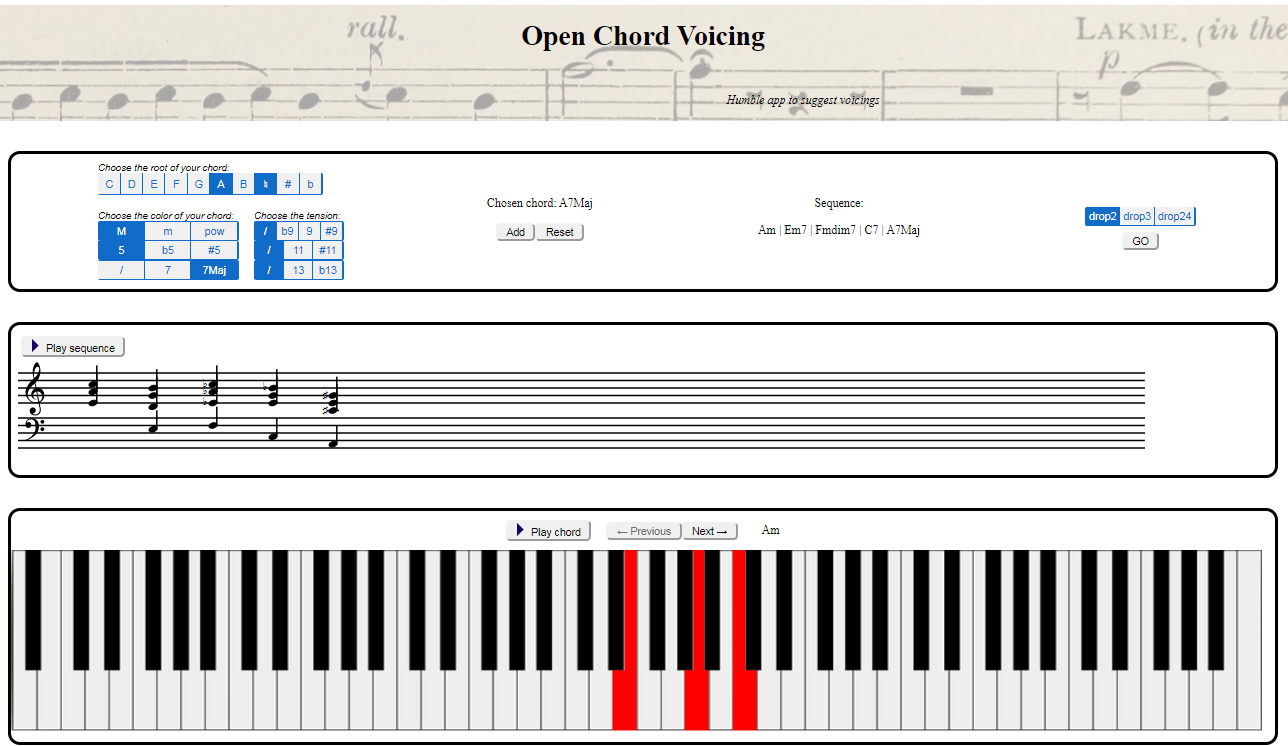 rall.
Open Chord Voicing
LAKME. (in the
p
Humble app to suggest voicings
Choose the root of your chord:
C D E F G A B ♮ # b
Choose the color of your chord:
M m pow
5 b5 #5
/ 7 7Maj
Choose the tension:
/ b9 9 #9
/ 11 #11
/ 13 b13
Chosen chord: A7Maj
Add Reset
Sequence:
Am | Em7 | Fmdim7 | C7 | A7Maj
drop2 drop3 drop24
GO
Play sequence
Play chord ← Previous Next → Am